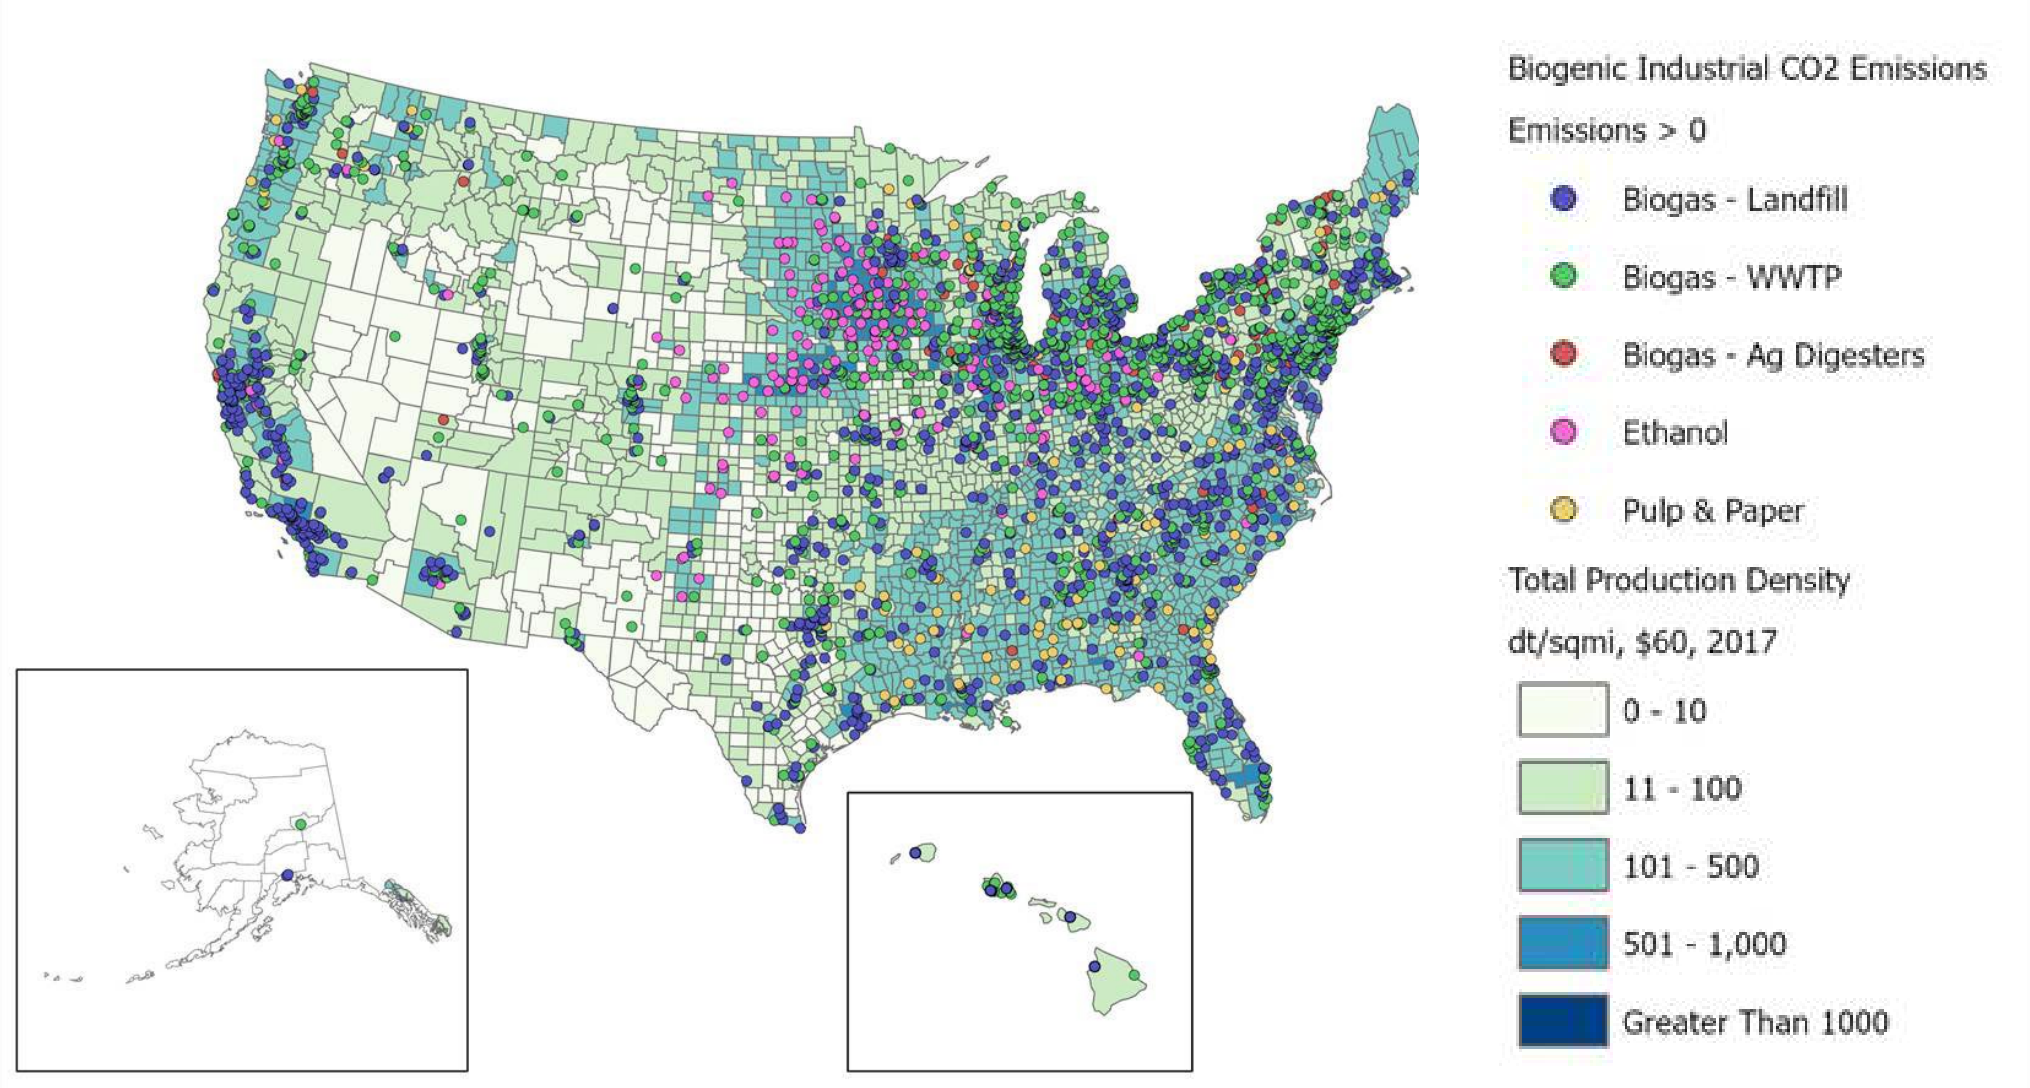 Biogenic Industrial CO2 Emissions
Emissions > 0
Biogas - Landfill
Biogas - WWTP
Biogas - Ag Digesters
Ethanol
Pulp & Paper
Total Production Density
dt/sqmi, $60, 2017
0 - 10
11 - 100
101 - 500
501 - 1,000
Greater Than 1000